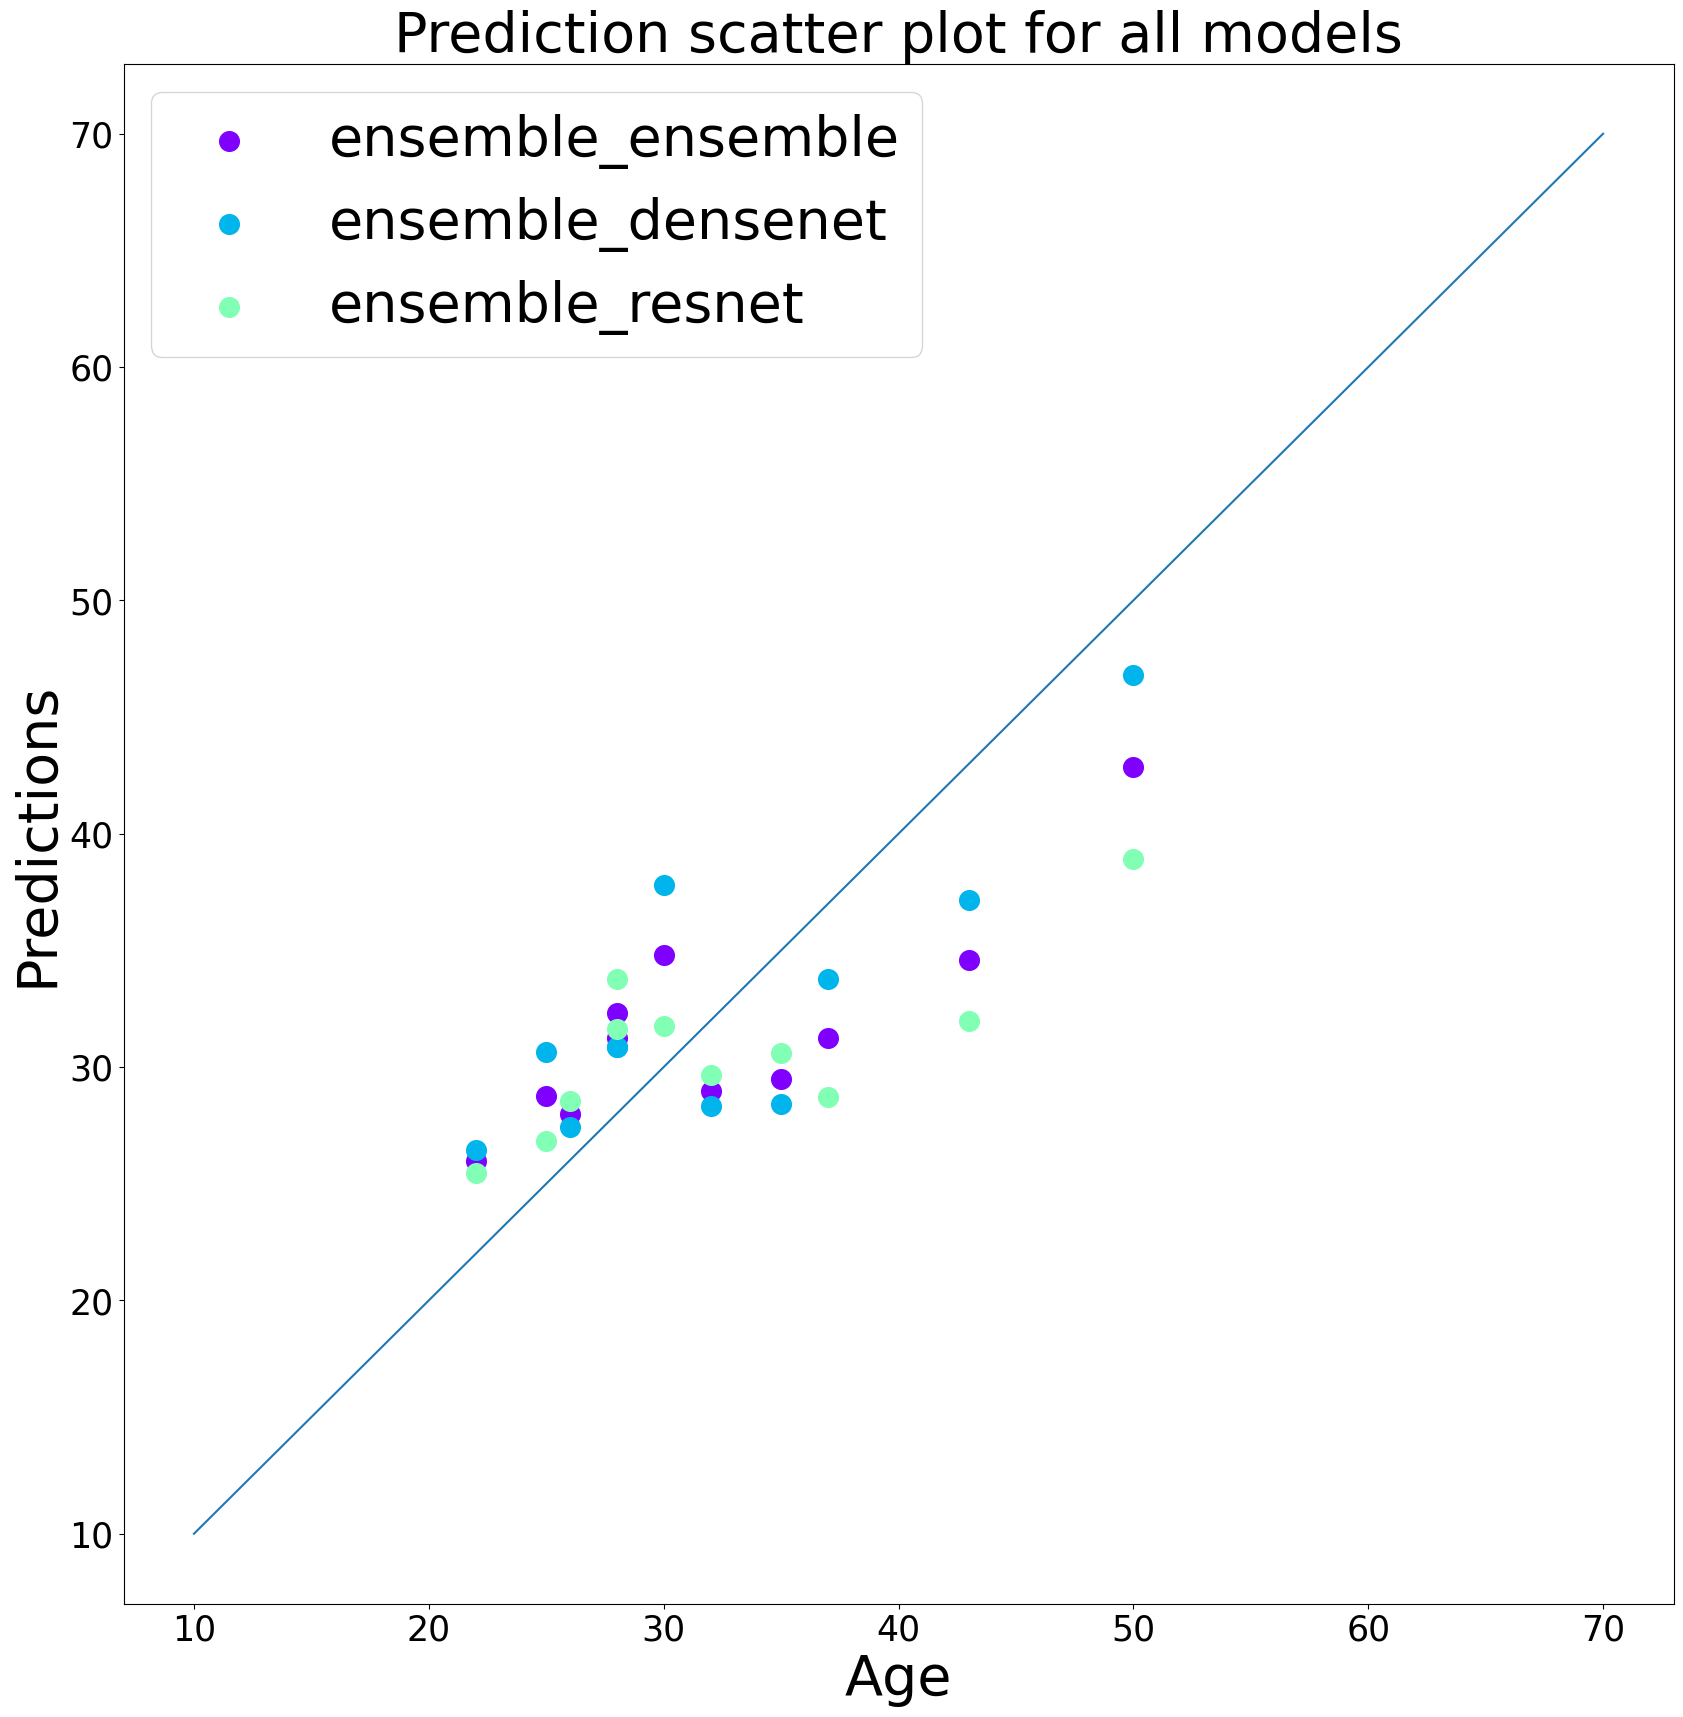 Prediction scatter plot for all models
ensemble_ensemble
ensemble_densenet
ensemble_resnet
70
60
50
40
30
20
10
Predictions
10 20 30 40 50 60 70
Age